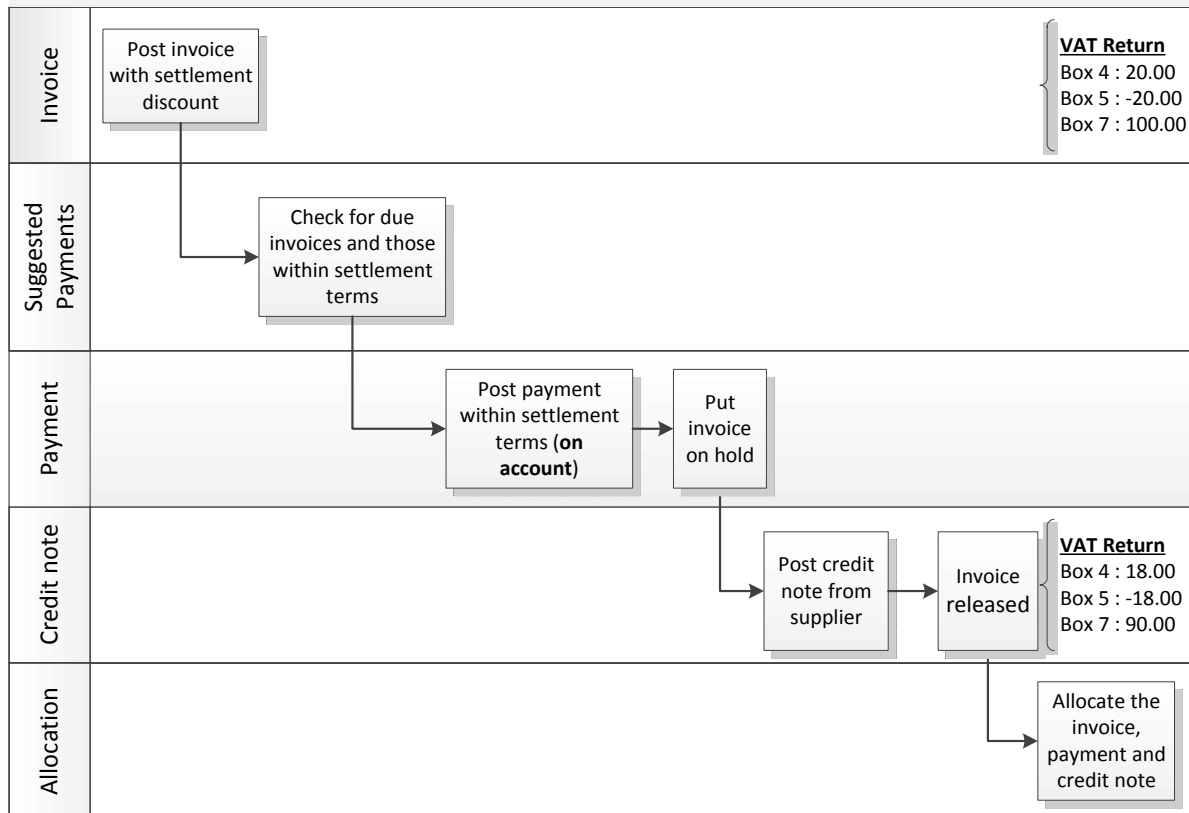 Invoice
Post invoice
with settlement
discount
VAT Return
Box 4 : 20.00
Box 5 : -20.00
Box 7 : 100.00
Suggested
Payments
Check for due
invoices and those
within settlement
terms
Payment
Post payment
within settlement
terms (on
account)
Put
invoice
on hold
Credit note
Post credit
note from
supplier
Invoice
released
VAT Return
Box 4 : 18.00
Box 5 : -18.00
Box 7 : 90.00
Allocation
Allocate the
invoice,
payment and
credit note